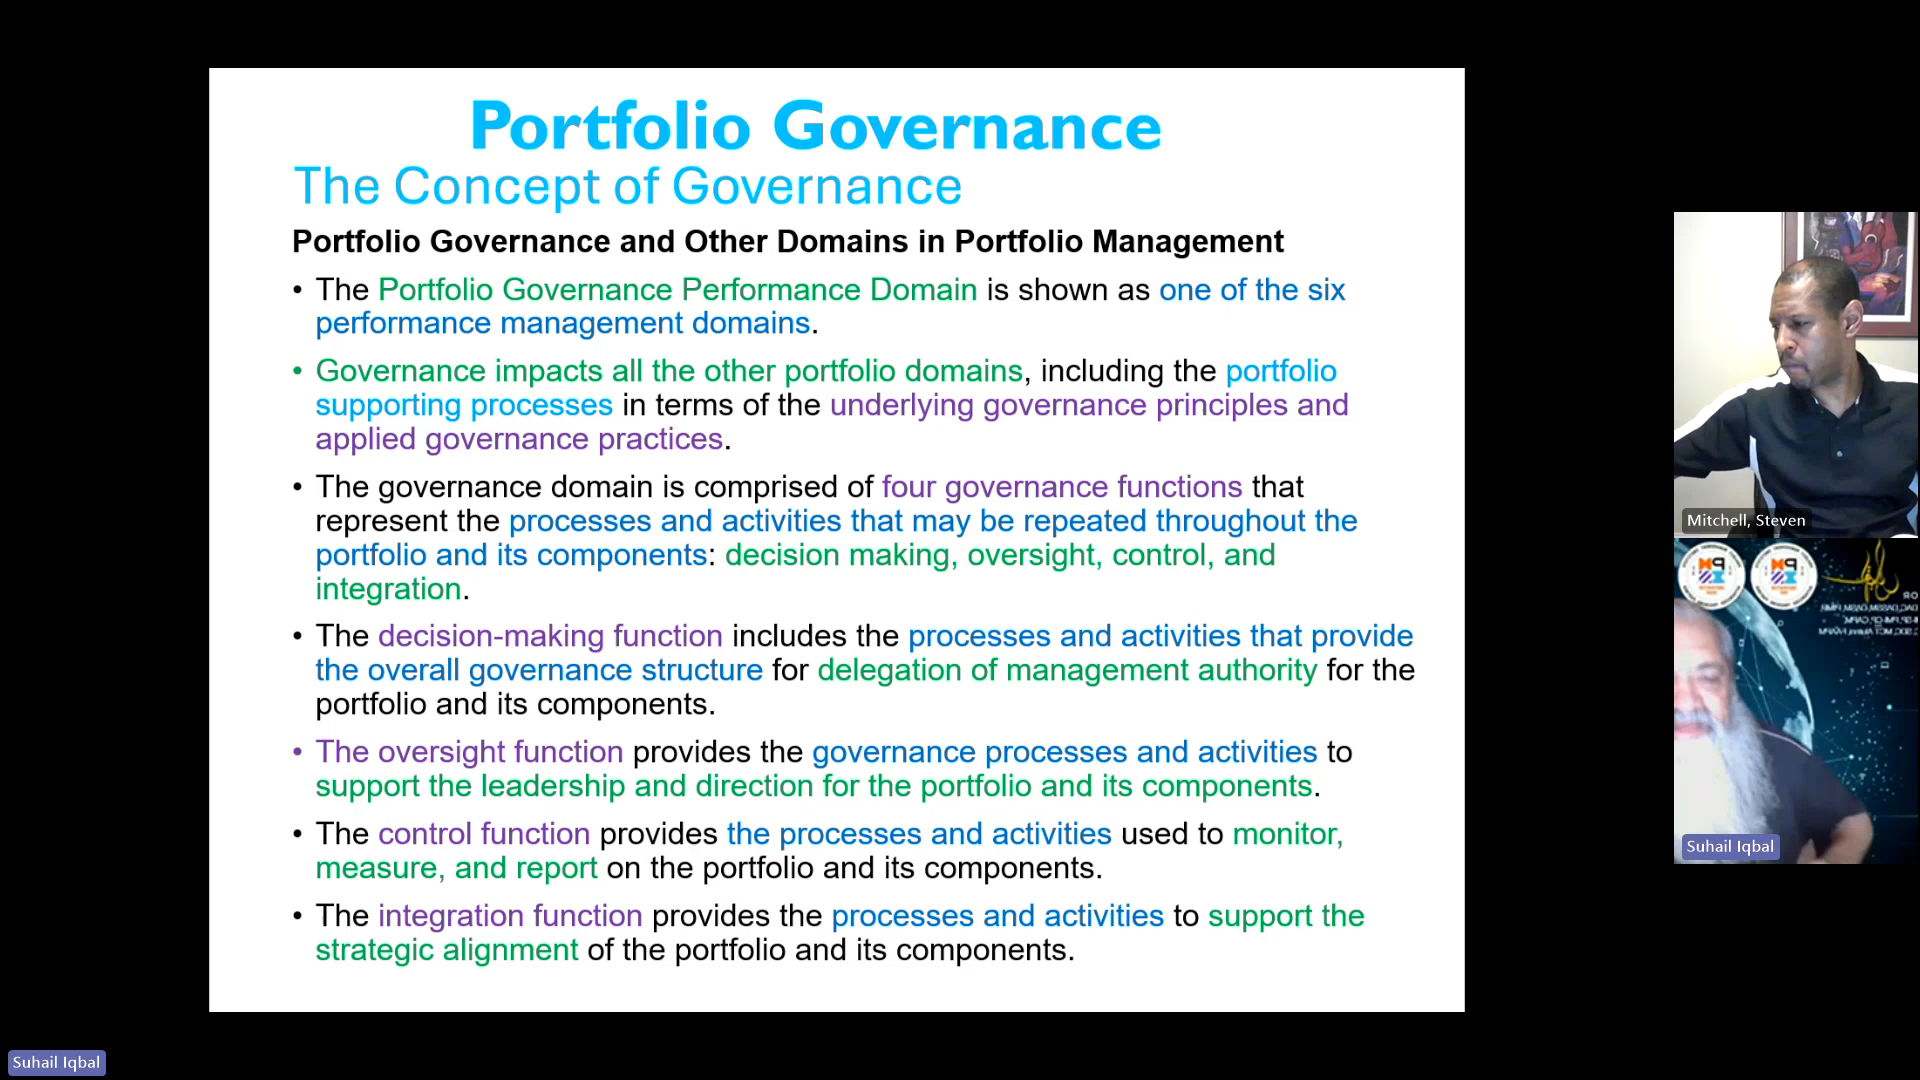 Portfolio Governance
The Concept of Governance
Portfolio Governance and Other Domains in Portfolio Management
• The Portfolio Governance Performance Domain is shown as one of the six
performance management domains.
• Governance impacts all the other portfolio domains, including the portfolio
supporting processes in terms of the underlying governance principles and
applied governance practices.
• The governance domain is comprised of four governance functions that
represent the processes and activities that may be repeated throughout the
portfolio and its components: decision making, oversight, control, and
integration.
• The decision-making function includes the processes and activities that provide
the overall governance structure for delegation of management authority for the
portfolio and its components.
• The oversight function provides the governance processes and activities to
support the leadership and direction for the portfolio and its components.
• The control function provides the processes and activities used to monitor,
measure, and report on the portfolio and its components.
• The integration function provides the processes and activities to support the
strategic alignment of the portfolio and its components.
Mitchell, Steven
Suhail Iqbal
Suhail Iqbal